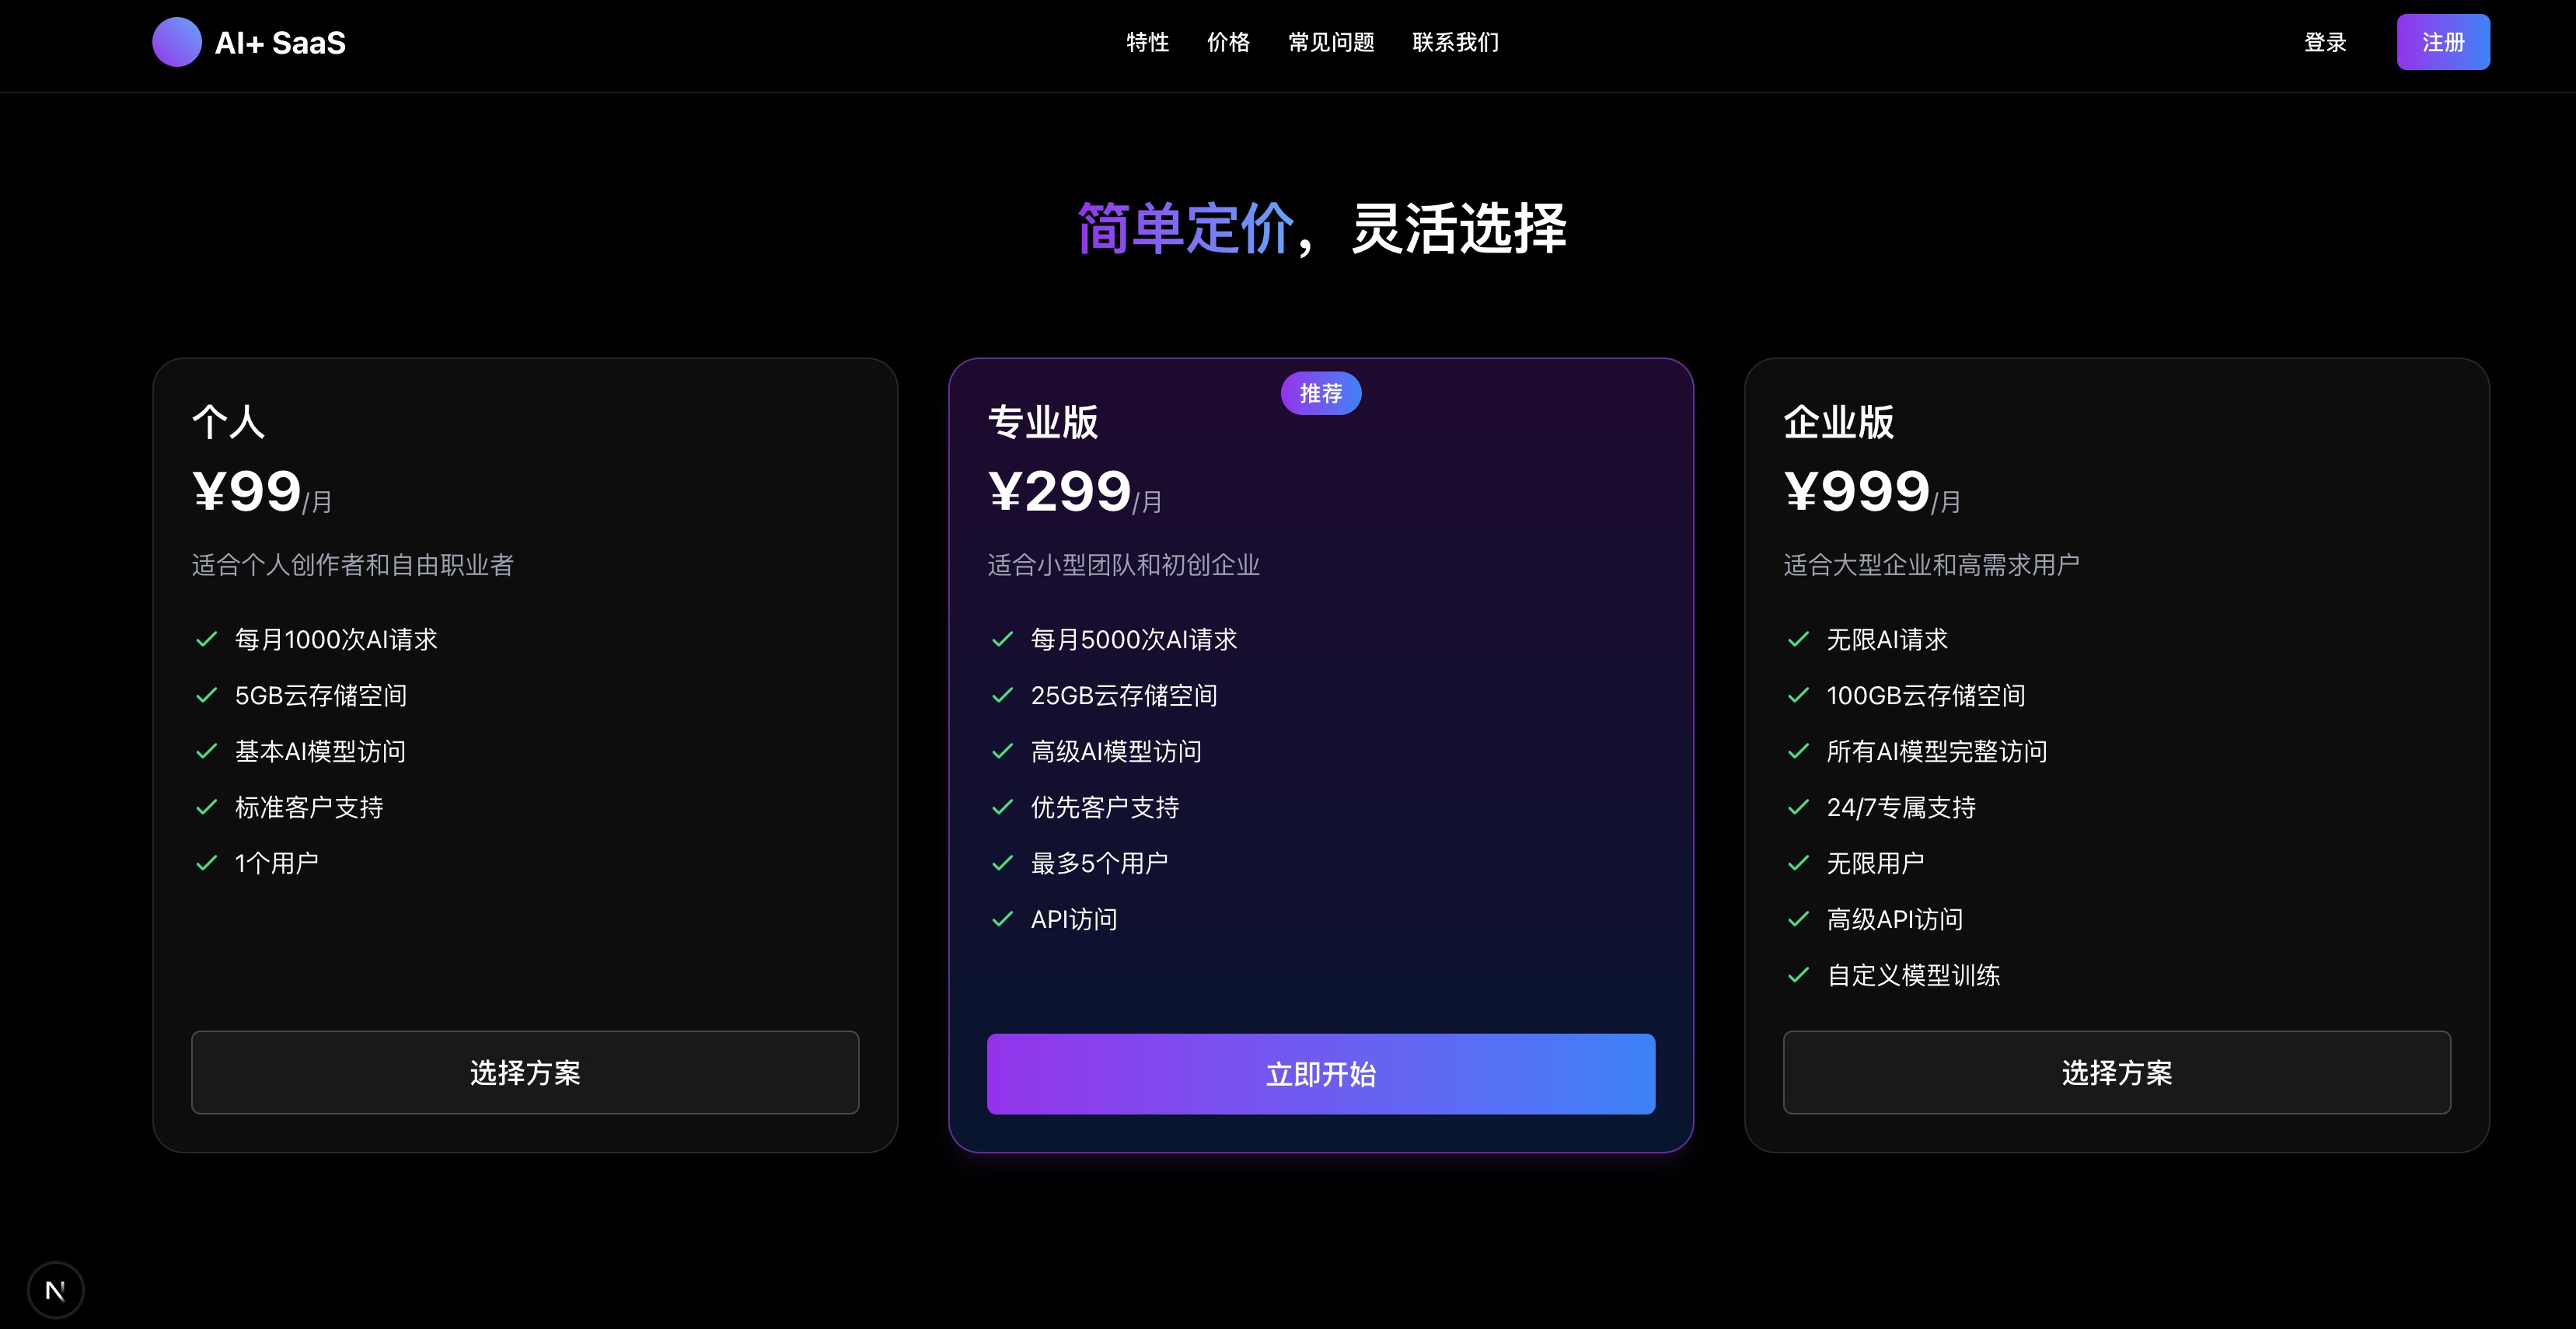 AI+ SaaS
特性 价格 常见问题 联系我们
登录 注册
简单定价，灵活选择
个人
¥99/月
适合个人创作者和自由职业者
每月1000次AI请求
5GB云存储空间
基本AI模型访问
标准客户支持
1个用户
选择方案
推荐
专业版
¥299/月
适合小型团队和初创企业
每月5000次AI请求
25GB云存储空间
高级AI模型访问
优先客户支持
最多5个用户
API访问
立即开始
企业版
¥999/月
适合大型企业和高需求用户
无限AI请求
100GB云存储空间
所有AI模型完整访问
24/7专属支持
无限用户
高级API访问
自定义模型训练
选择方案
N